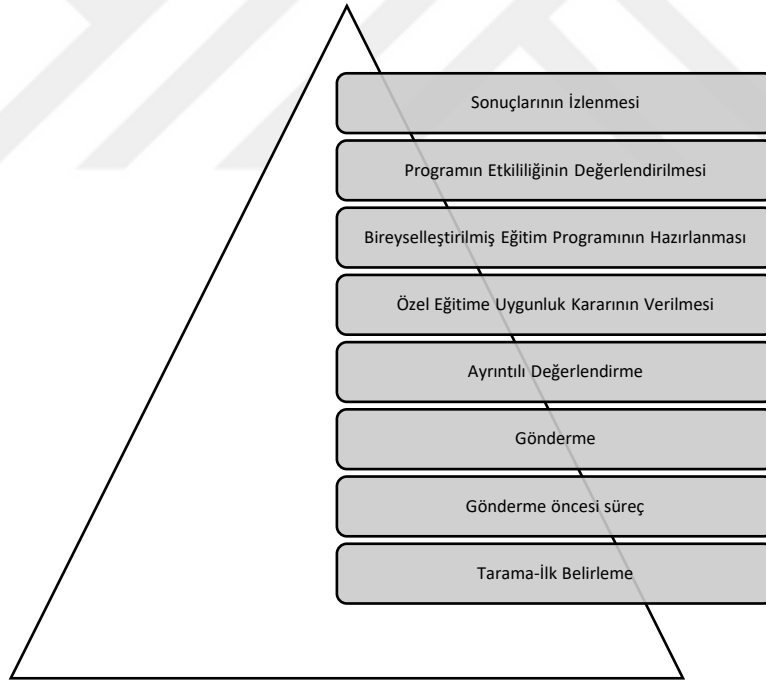 Sonuçlarının İzlenmesi
Programın Etkililiğinin Değerlendirilmesi
Bireyselleştirilmiş Eğitim Programının Hazırlanması
Özel Eğitime Uygunluk Kararının Verilmesi
Ayrıntılı Değerlendirme
Gönderme
Gönderme öncesi süreç
Tarama-İlk Belirleme